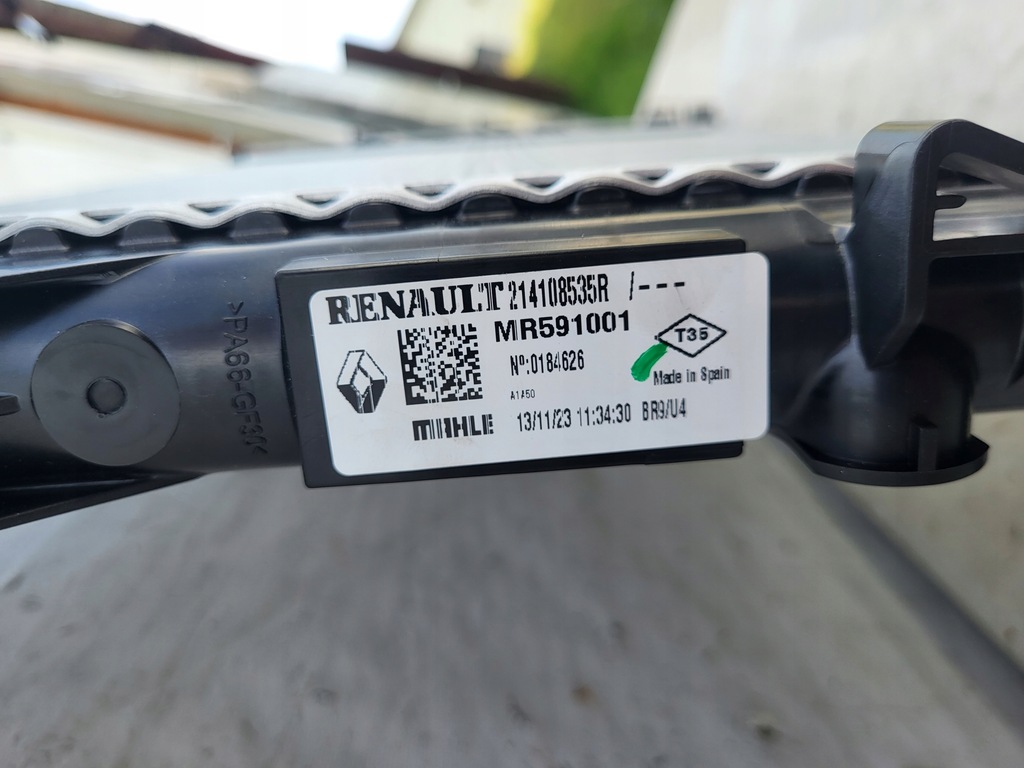 RENAULT 214108535R /---
MR591001
T35
Nº:0184626
Made in Spain
A1A50
MAHLE 13/11/23 11:34:30 BR9/U4
>PA66-GF30<